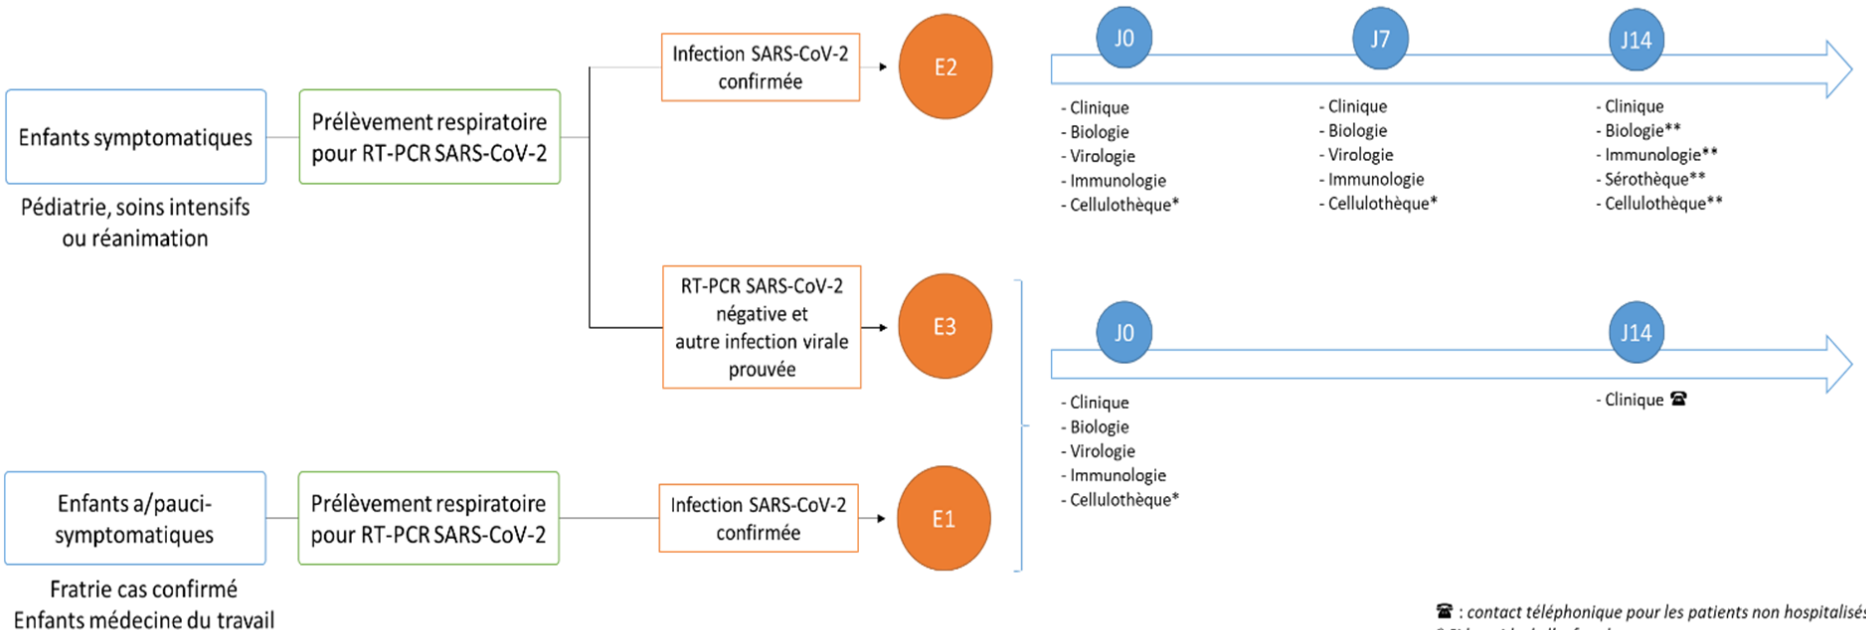 Enfants symptomatiques
Pédiatrie, soins intensifs
ou réanimation
Prélèvement respiratoire
pour RT-PCR SARS-CoV-2
Infection SARS-CoV-2
confirmée
E2
J0
- Clinique
- Biologie
- Virologie
- Immunologie
- Cellulothèque*
J7
- Clinique
- Biologie
- Virologie
- Immunologie
- Cellulothèque*
J14
- Clinique
- Biologie**
- Immunologie**
- Sérothèque**
- Cellulothèque**
RT-PCR SARS-CoV-2
négative et
autre infection virale
prouvée
E3
Enfants a/pauci-
symptomatiques
Fratrie cas confirmé
Enfants médecine du travail
Prélèvement respiratoire
pour RT-PCR SARS-CoV-2
Infection SARS-CoV-2
confirmée
E1
J0
- Clinique
- Biologie
- Virologie
- Immunologie
- Cellulothèque*
J14
- Clinique ☎
☎ : contact téléphonique pour les patients non hospitalisés